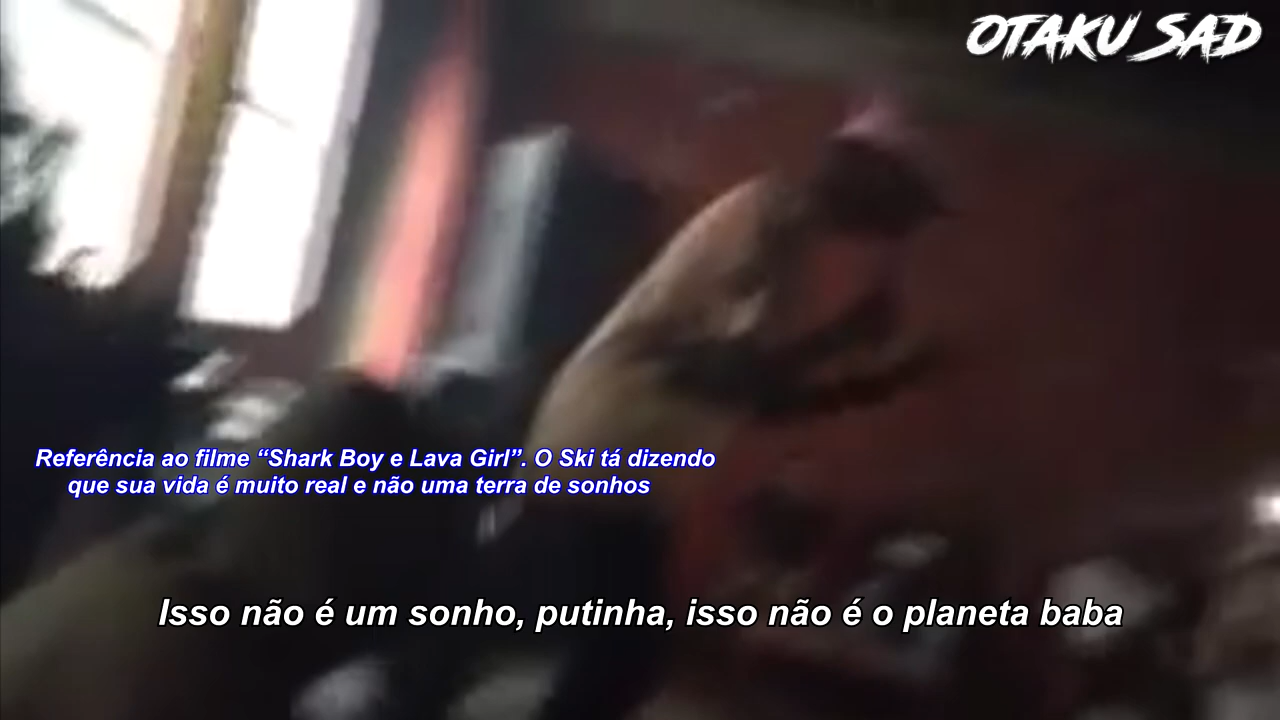 OTAKU SAD
Referência ao filme “Shark Boy e Lava Girl”. O Ski tá dizendo
que sua vida é muito real e não uma terra de sonhos
Isso não é um sonho, putinha, isso não é o planeta baba